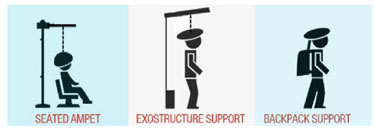 SEATED AMPET
EXOSTRUCTURE SUPPORT
BACKPACK SUPPORT